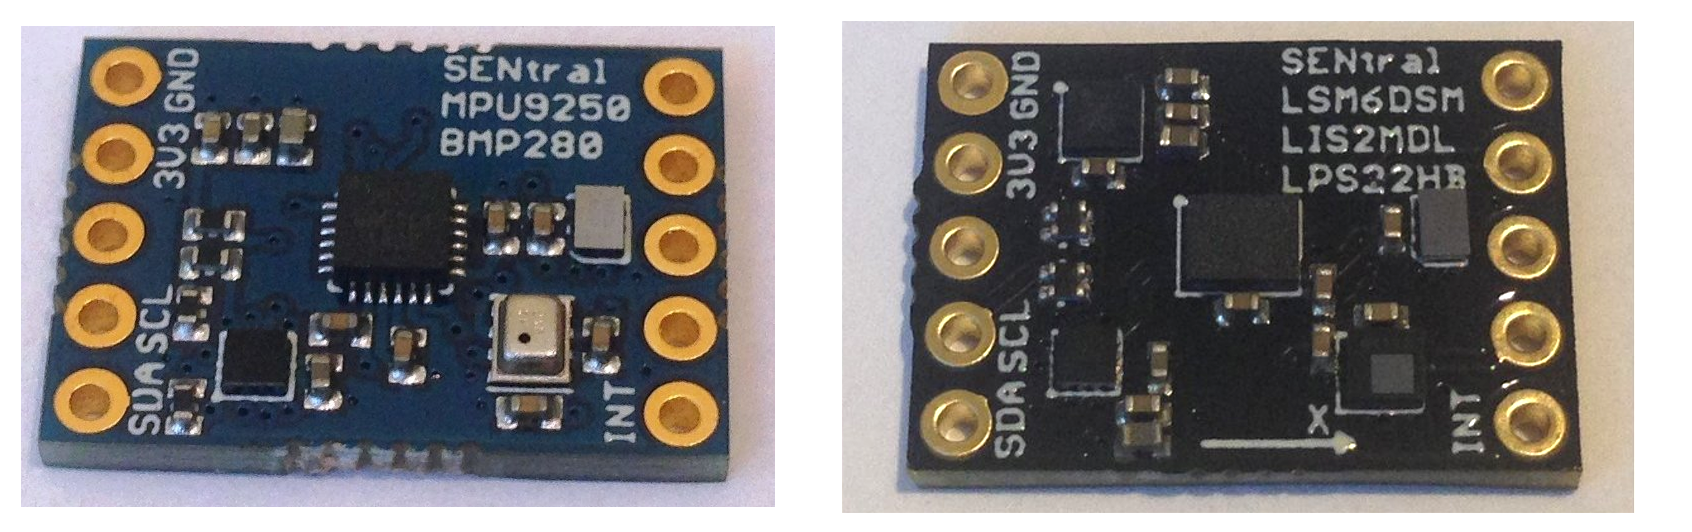 GND
3V3
SCL
SDA
SENtral
MPU9250
BMP280
INT
GND
3V3
SCL
SDA
SENtral
LSM6DSM
LIS2MDL
LPS22HB
X
INT